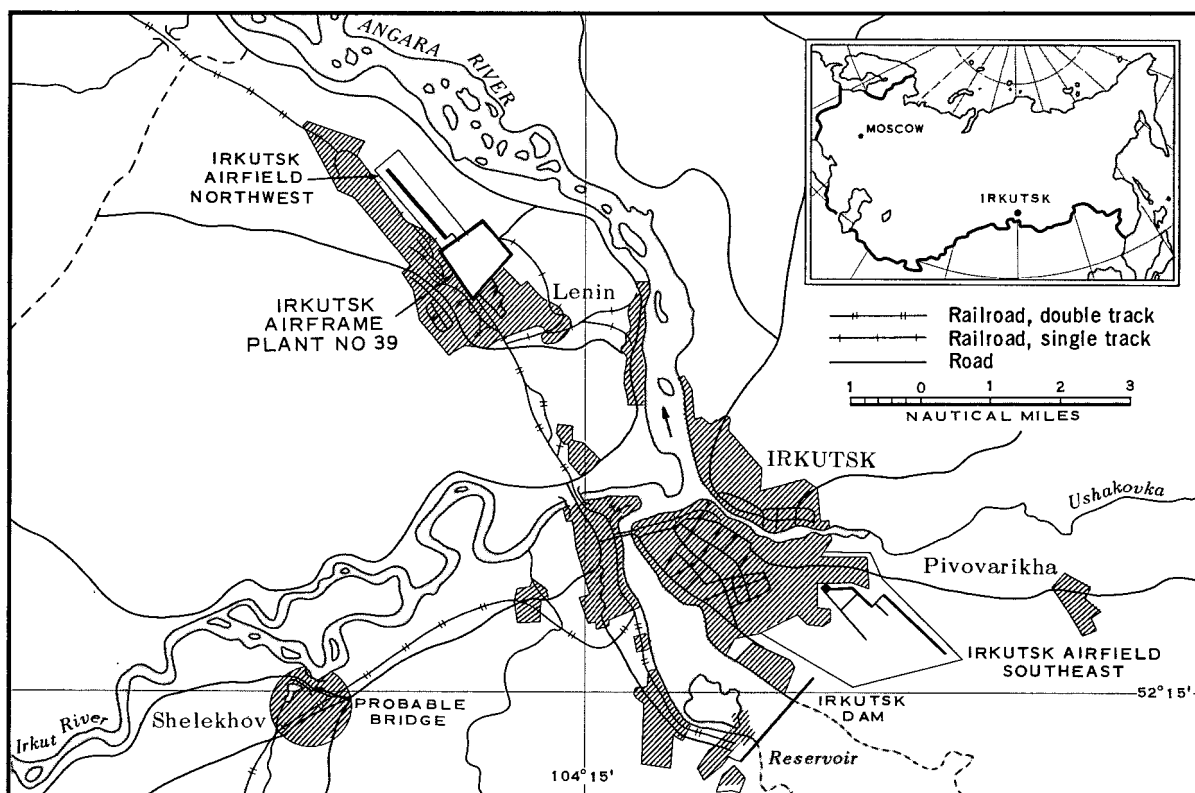 ANGARA
RIVER
MOSCOW
IRKUTSK
IRKUTSK
AIRFIELD
NORTHWEST
IRKUTSK
AIRFRAME
PLANT NO 39
Lenin
Railroad, double track
Railroad, single track
Road
1 0 1 2 3
NAUTICAL MILES
IRKUTSK
Ushakovka
Pivovarikha
IRKUTSK AIRFIELD
SOUTHEAST
52°15'
IRKUTSK
DAM
PROBABLE
BRIDGE
Shelekhov
Irkut River
Reservoir
104°15'